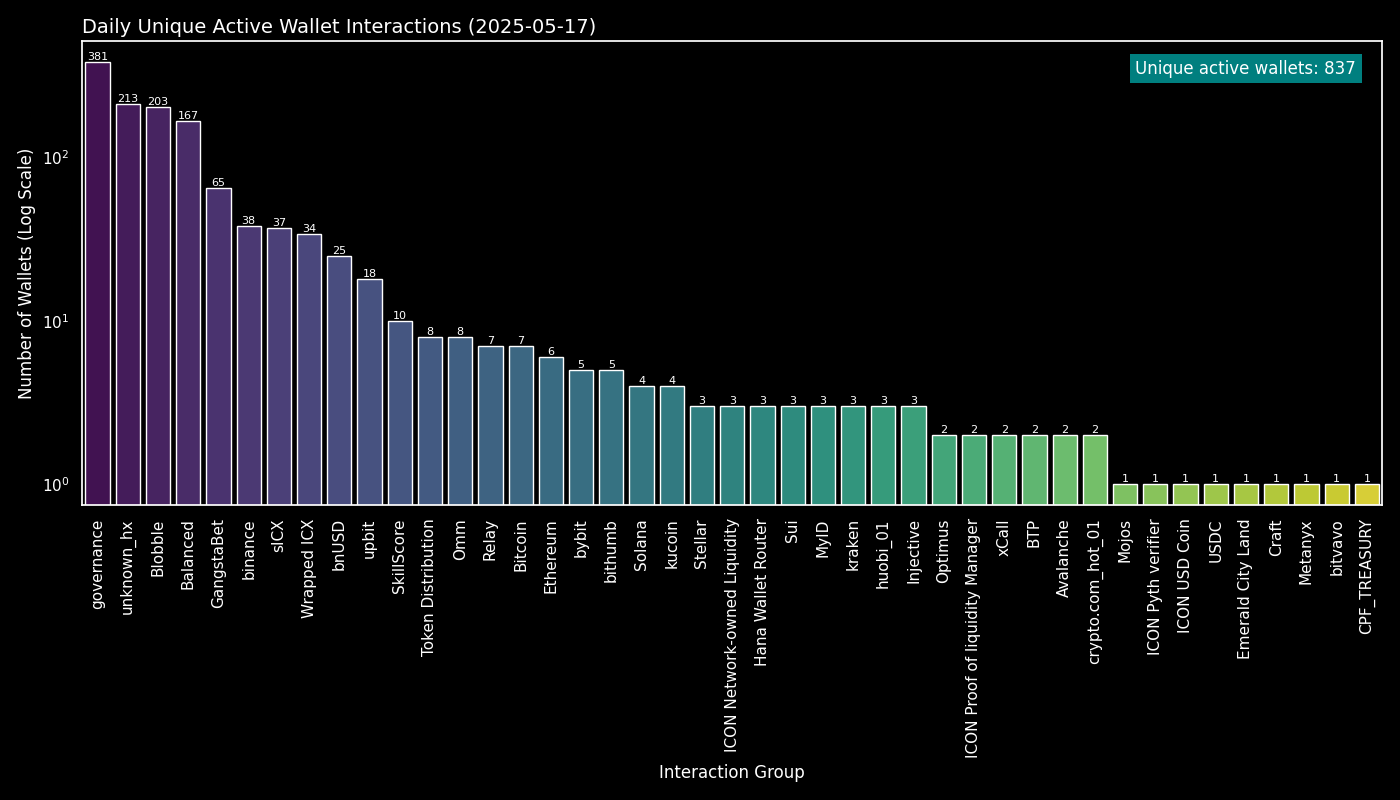 Daily Unique Active Wallet Interactions (2025-05-17)
Unique active wallets: 837
Number of Wallets (Log Scale)
10²
10¹
10⁰
381
213
203
167
65
38
37
34
25
18
10
8
8
7
7
6
5
5
4
4
3
3
3
3
3
3
3
3
2
2
2
2
2
2
1
1
1
1
1
1
1
1
1
governance
unknown_hx
Blobble
Balanced
GangstaBet
binance
sICX
Wrapped ICX
bnUSD
upbit
SkillScore
Token Distribution
Omm
Relay
Bitcoin
Ethereum
bybit
bithumb
Solana
kucoin
Stellar
ICON Network-owned Liquidity
Hana Wallet Router
Sui
MyID
kraken
huobi_01
Injective
Optimus
ICON Proof of liquidity Manager
xCall
BTP
Avalanche
crypto.com_hot_01
Mojos
ICON Pyth verifier
ICON USD Coin
USDC
Emerald City Land
Craft
Metanyx
bitvavo
CPF_TREASURY
Interaction Group